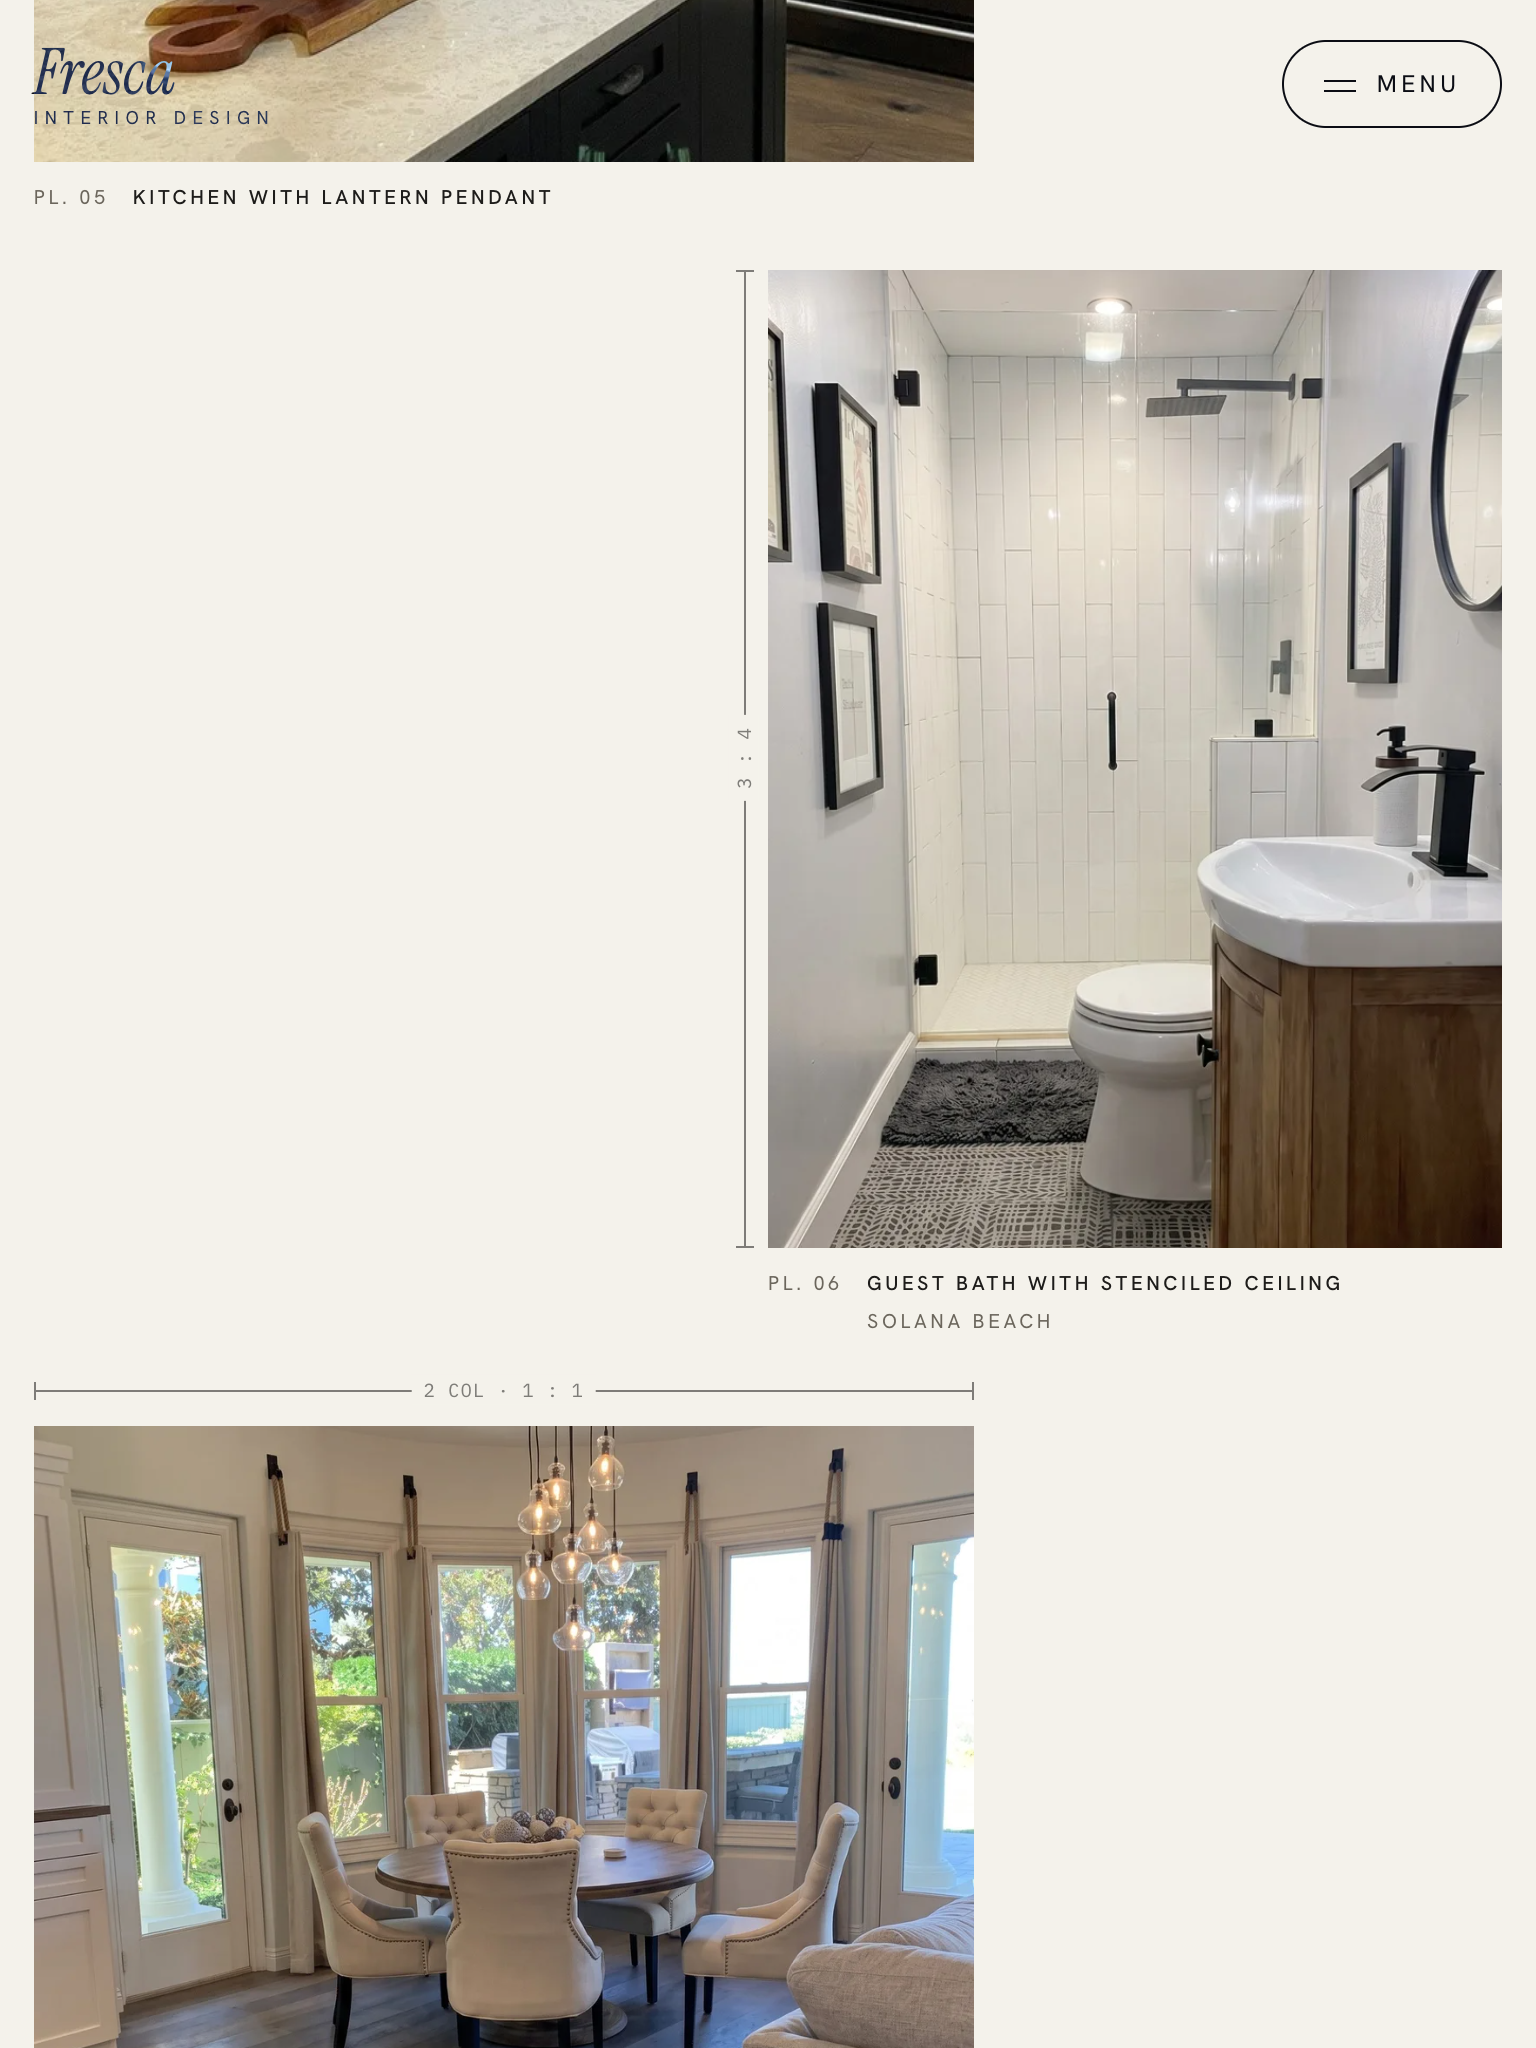 Fresca
INTERIOR DESIGN
MENU
PL. 05 KITCHEN WITH LANTERN PENDANT
3 : 4
PL. 06 GUEST BATH WITH STENCILED CEILING
SOLANA BEACH
2 COL · 1 : 1